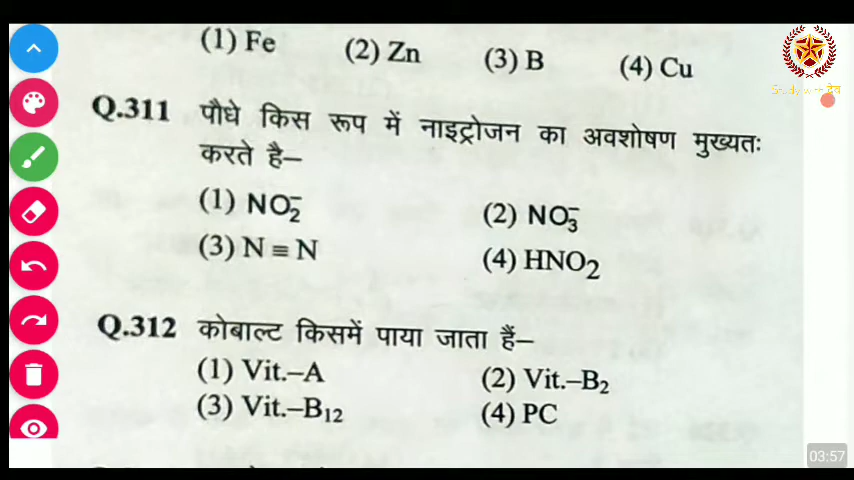 (1) Fe (2) Zn (3) B (4) Cu
Q.311 पौधे किस रूप में नाइट्रोजन का अवशोषण मुख्यतः
करते है–
(1) NO₂⁻ (2) NO₃⁻
(3) N ≡ N (4) HNO₂
Q.312 कोबाल्ट किसमें पाया जाता हैं–
(1) Vit.–A (2) Vit.–B₂
(3) Vit.–B₁₂ (4) PC
03:57